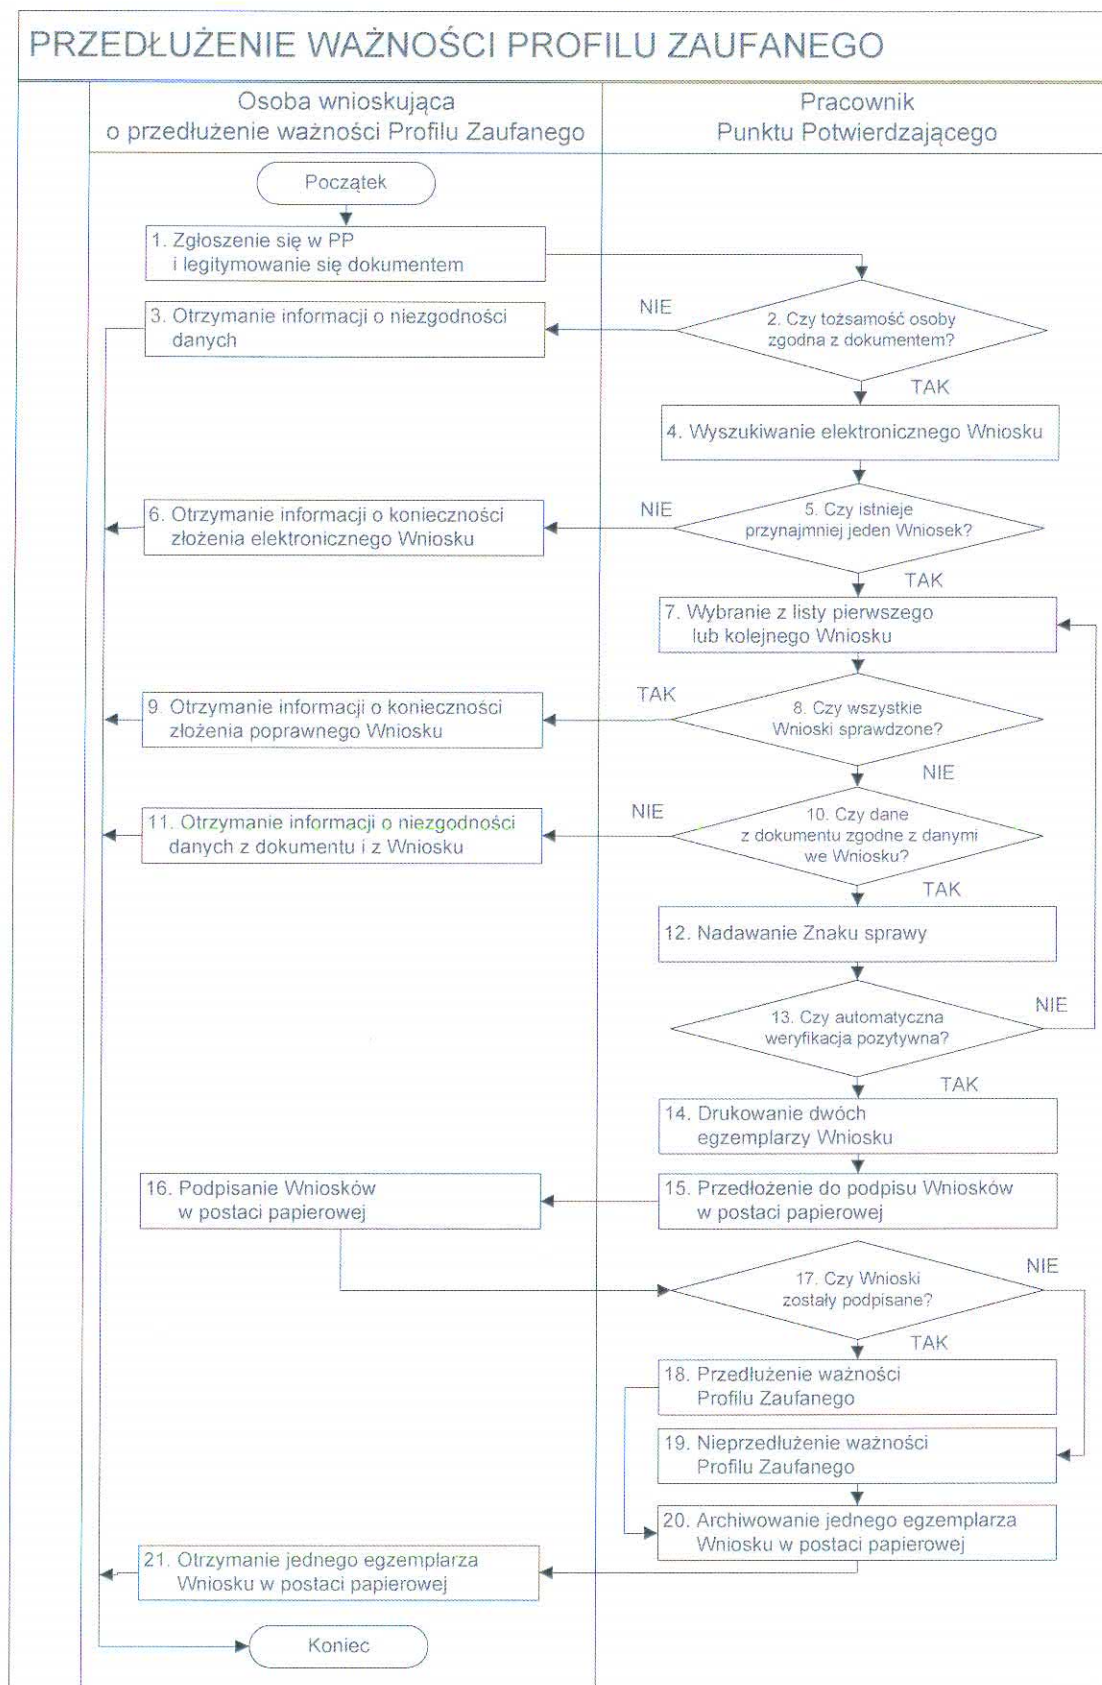 PRZEDŁUŻENIE WAŻNOŚCI PROFILU ZAUFANEGO
Osoba wnioskująca
o przedłużenie ważności Profilu Zaufanego
Pracownik
Punktu Potwierdzającego
Początek
1. Zgłoszenie się w PP
i legitymowanie się dokumentem
NIE
2. Czy tożsamość osoby
zgodna z dokumentem?
3. Otrzymanie informacji o niezgodności
danych
TAK
4. Wyszukiwanie elektronicznego Wniosku
NIE
5. Czy istnieje
przynajmniej jeden Wniosek?
6. Otrzymanie informacji o konieczności
złożenia elektronicznego Wniosku
TAK
7. Wybranie z listy pierwszego
lub kolejnego Wniosku
TAK
8. Czy wszystkie
Wnioski sprawdzone?
9. Otrzymanie informacji o konieczności
złożenia poprawnego Wniosku
NIE
NIE
10. Czy dane
z dokumentu zgodne z danymi
we Wniosku?
11. Otrzymanie informacji o niezgodności
danych z dokumentu i z Wniosku
TAK
12. Nadawanie Znaku sprawy
13. Czy automatyczna
weryfikacja pozytywna?
NIE
TAK
14. Drukowanie dwóch
egzemplarzy Wniosku
15. Przedłożenie do podpisu Wniosków
w postaci papierowej
16. Podpisanie Wniosków
w postaci papierowej
17. Czy Wnioski
zostały podpisane?
NIE
TAK
18. Przedłużenie ważności
Profilu Zaufanego
19. Nieprzedłużenie ważności
Profilu Zaufanego
20. Archiwowanie jednego egzemplarza
Wniosku w postaci papierowej
21. Otrzymanie jednego egzemplarza
Wniosku w postaci papierowej
Koniec